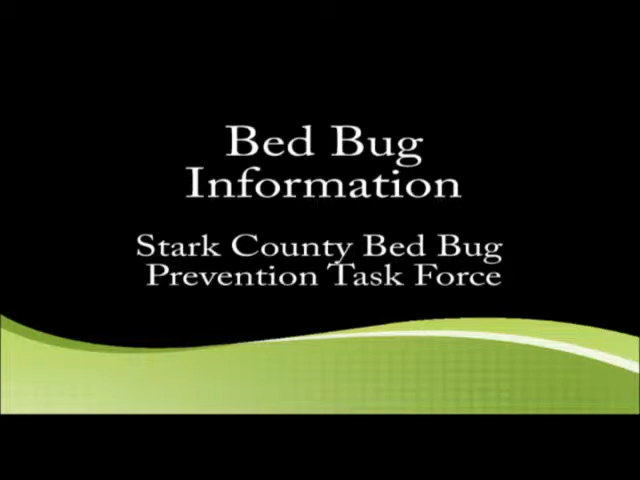 Bed Bug
Information
Stark County Bed Bug
Prevention Task Force